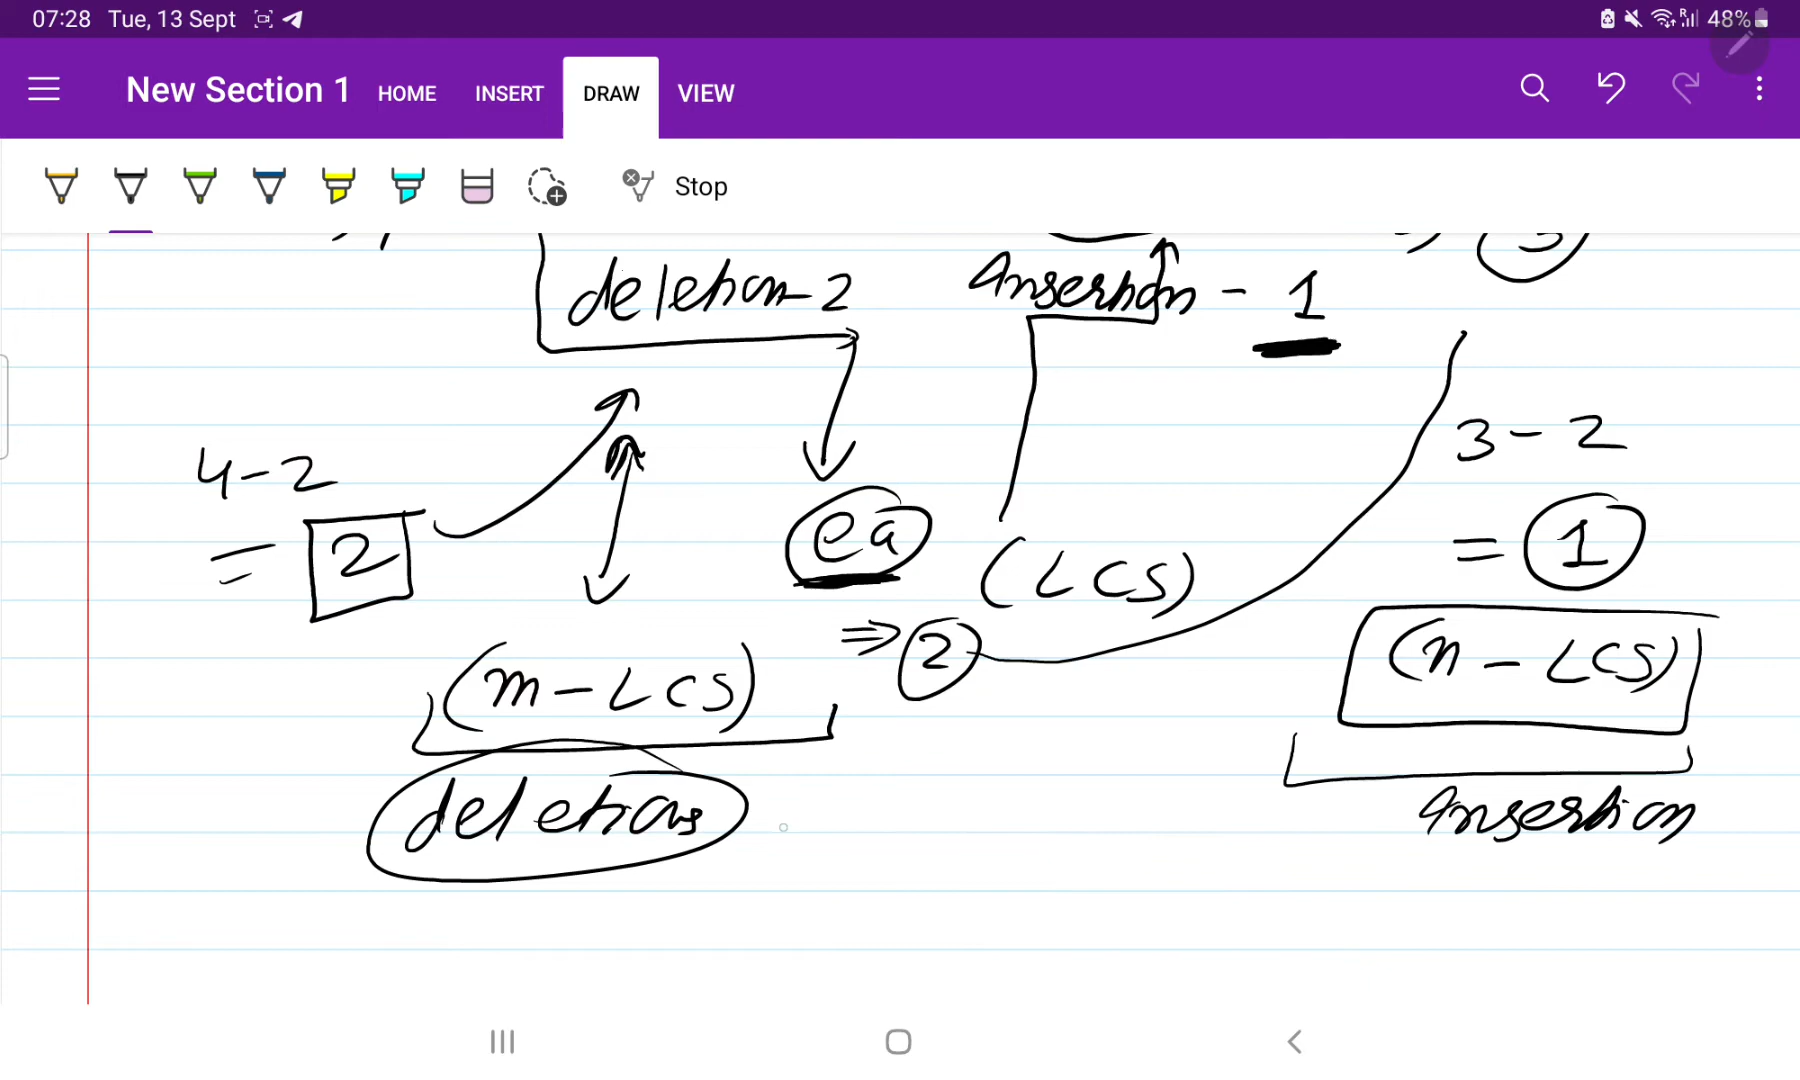 07:28 Tue, 13 Sept 48%
New Section 1 HOME INSERT DRAW VIEW
Stop
deletion-2 Insertion - 1
4-2 3-2
= 2 ea (LCS) = 1
(m-LCS) ⇒ 2 (n-LCS)
deletions Insertion